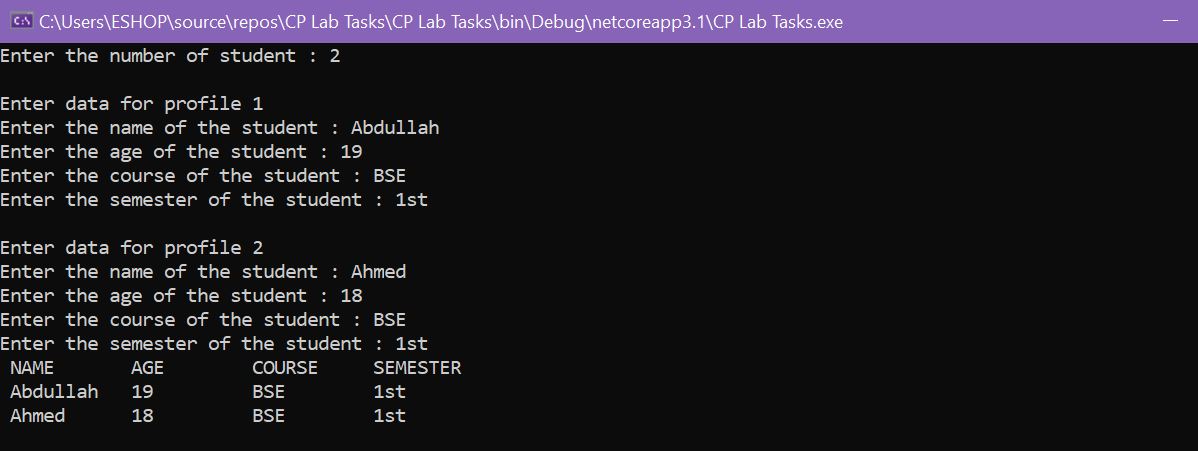 C:\Users\ESHOP\source\repos\CP Lab Tasks\CP Lab Tasks\bin\Debug\netcoreapp3.1\CP Lab Tasks.exe
Enter the number of student : 2
Enter data for profile 1
Enter the name of the student : Abdullah
Enter the age of the student : 19
Enter the course of the student : BSE
Enter the semester of the student : 1st
Enter data for profile 2
Enter the name of the student : Ahmed
Enter the age of the student : 18
Enter the course of the student : BSE
Enter the semester of the student : 1st
NAME AGE COURSE SEMESTER
Abdullah 19 BSE 1st
Ahmed 18 BSE 1st